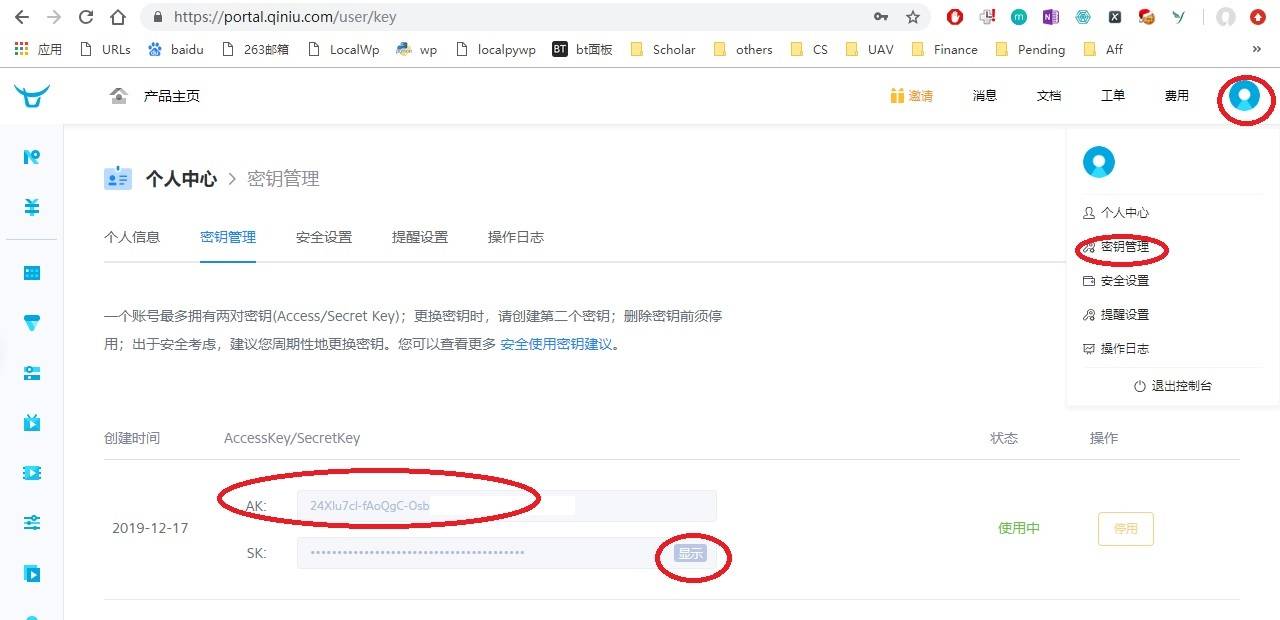 https://portal.qiniu.com/user/key
应用 URLs baidu 263邮箱 LocalWp wp localpywp BT bt面板 Scholar others CS UAV Finance Pending Aff »
产品主页 邀请 消息 文档 工单 费用
个人中心 > 密钥管理
个人信息 密钥管理 安全设置 提醒设置 操作日志
个人中心
密钥管理
安全设置
提醒设置
操作日志
退出控制台
一个账号最多拥有两对密钥(Access/Secret Key)；更换密钥时，请创建第二个密钥；删除密钥前须停
用；出于安全考虑，建议您周期性地更换密钥。您可以查看更多 安全使用密钥建议。
创建时间 AccessKey/SecretKey 状态 操作
AK: 24Xlu7cl-fAoQgC-Osb
2019-12-17 使用中 停用
SK: •••••••••••••••••••••••••••••••••••••••• 显示